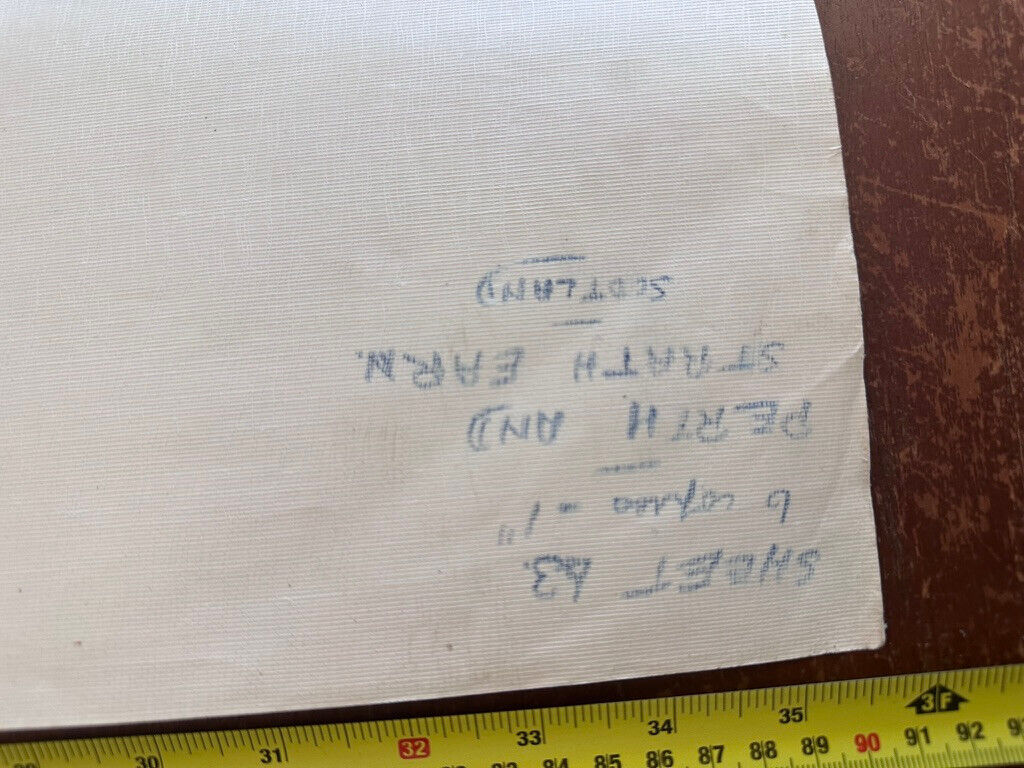 SHEET 63.
6 copies - 1"
PERTH AND
STRATH EARN.
SCOTLAND
30 31 32 33 34 35 3F
84 85 86 87 88 89 90 91 92